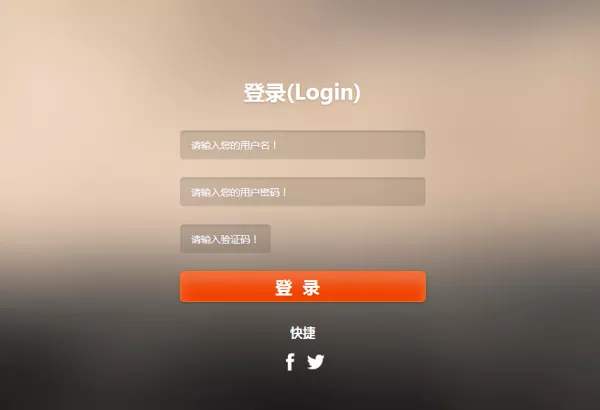 登录(Login)
请输入您的用户名！
请输入您的用户密码！
请输入验证码！
登 录
快捷